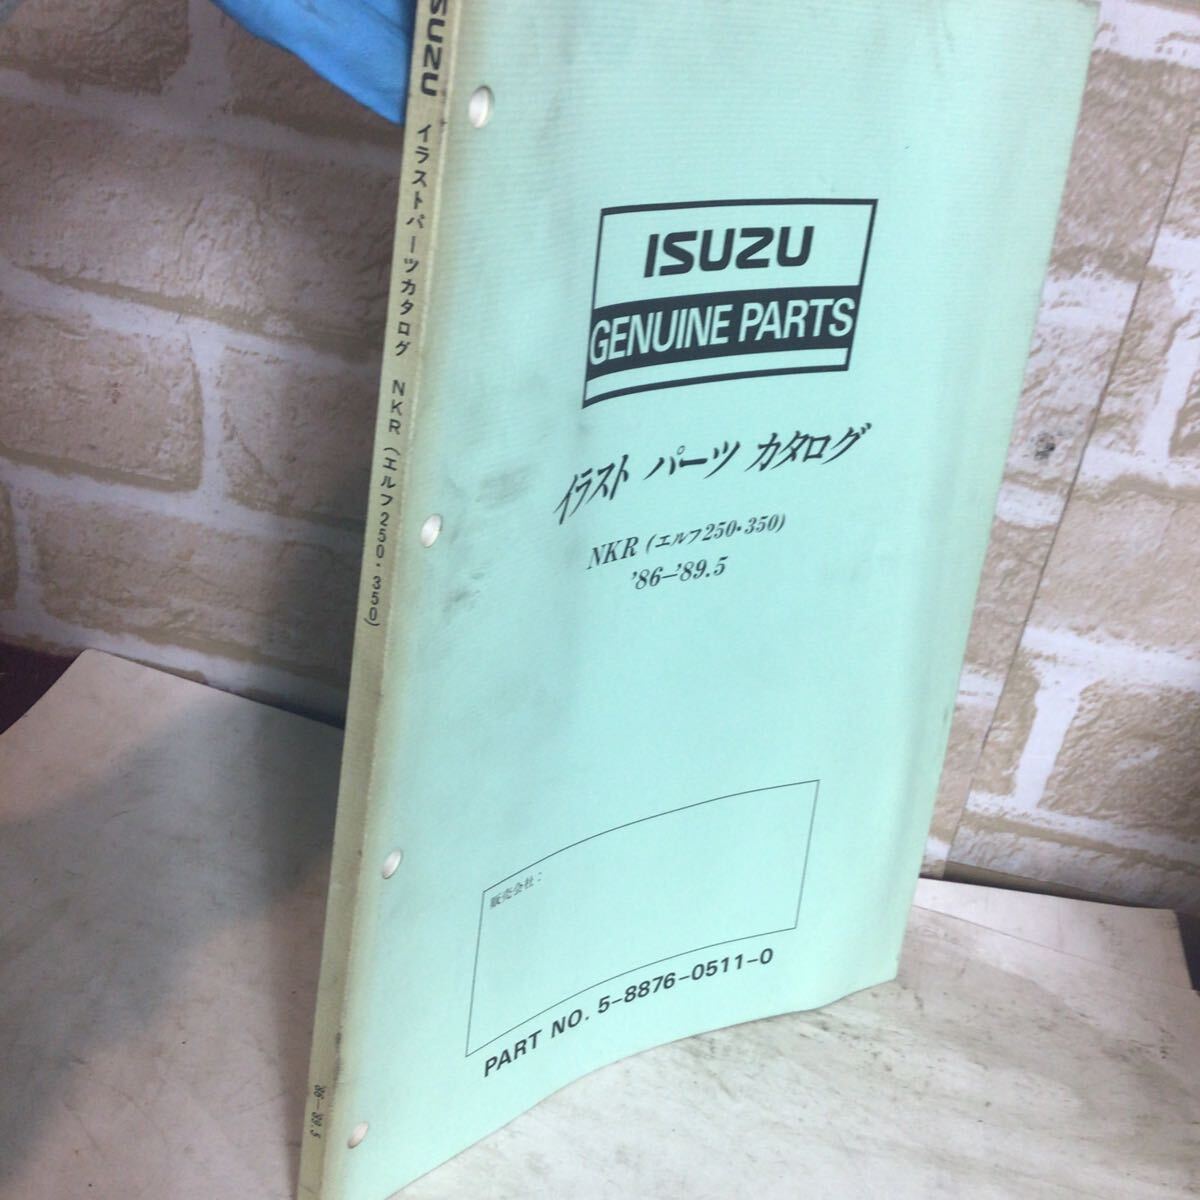 ISUZU イラストパーツカタログ NKR (エルフ250・350)
'86-'89.5
ISUZU
GENUINE PARTS
イラスト パーツ カタログ
NKR (エルフ250・350)
'86-'89.5
販売会社:
PART NO. 5-8876-0511-0